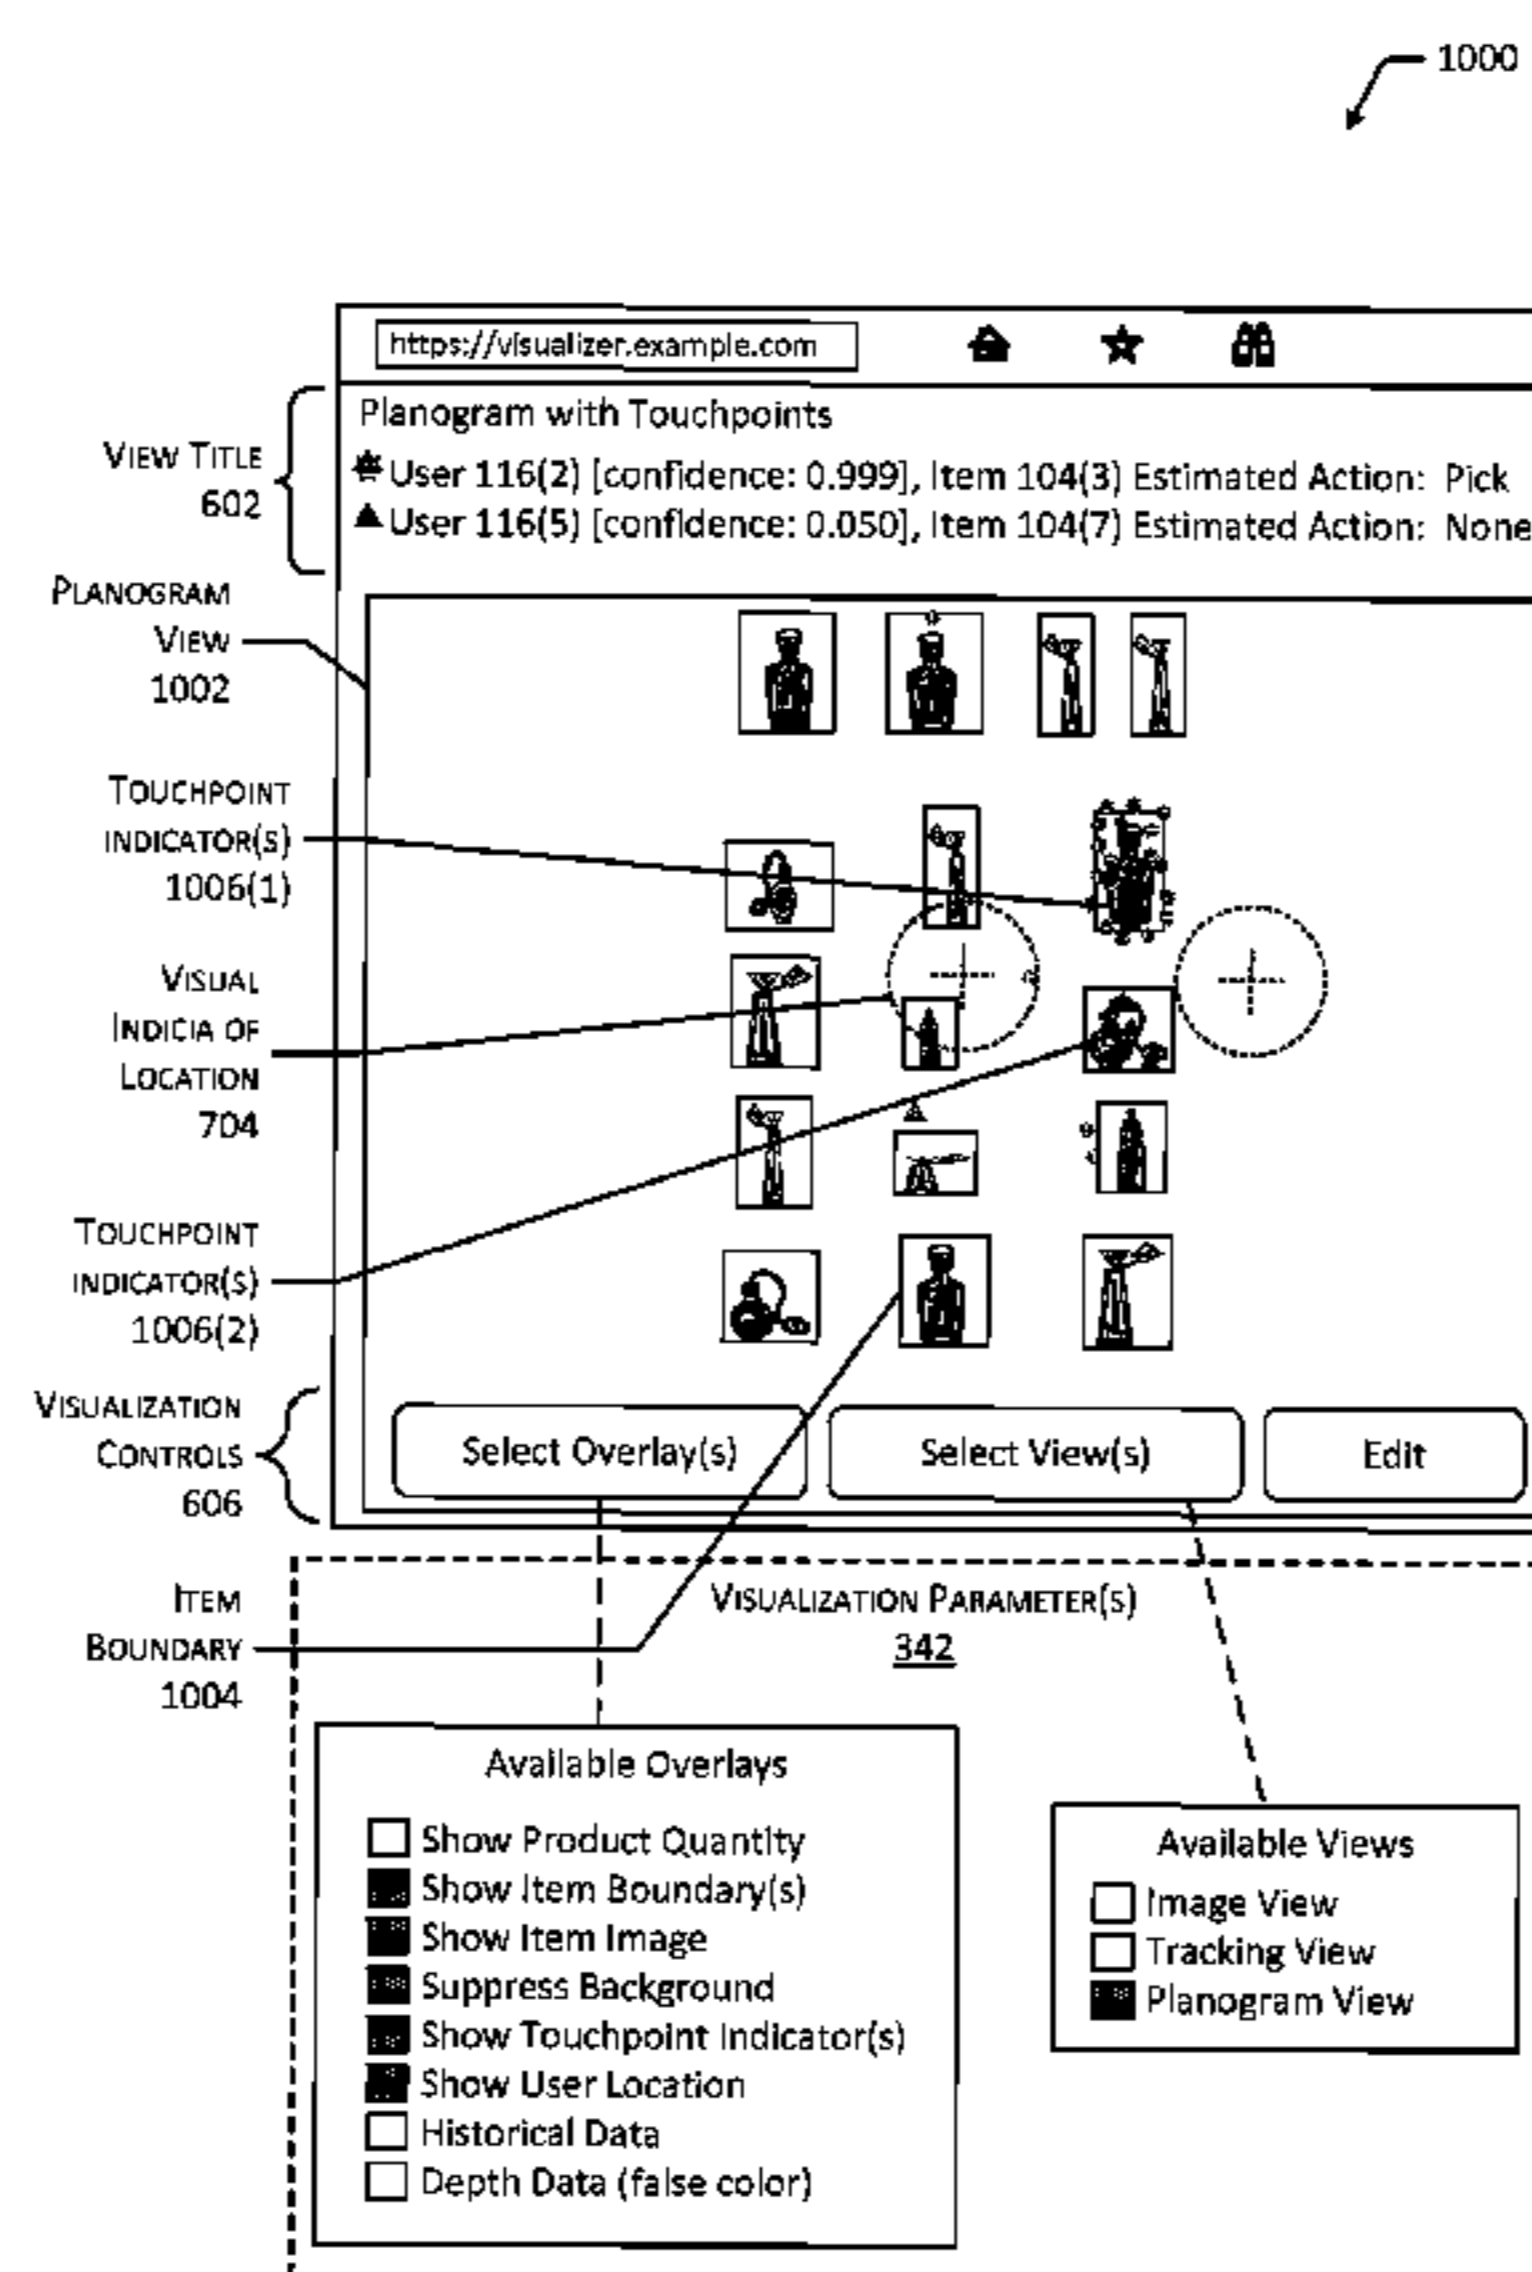 1000
https://visualizer.example.com
Planogram with Touchpoints
User 116(2) [confidence: 0.999], Item 104(3) Estimated Action: Pick
User 116(5) [confidence: 0.050], Item 104(7) Estimated Action: None
VIEW TITLE
602
PLANOGRAM
VIEW
1002
TOUCHPOINT
INDICATOR(S)
1006(1)
VISUAL
INDICIA OF
LOCATION
704
TOUCHPOINT
INDICATOR(S)
1006(2)
VISUALIZATION
CONTROLS
606
Select Overlay(s)
Select View(s)
Edit
ITEM
BOUNDARY
1004
VISUALIZATION PARAMETER(S)
342
Available Overlays
Show Product Quantity
Show Item Boundary(s)
Show Item Image
Suppress Background
Show Touchpoint Indicator(s)
Show User Location
Historical Data
Depth Data (false color)
Available Views
Image View
Tracking View
Planogram View